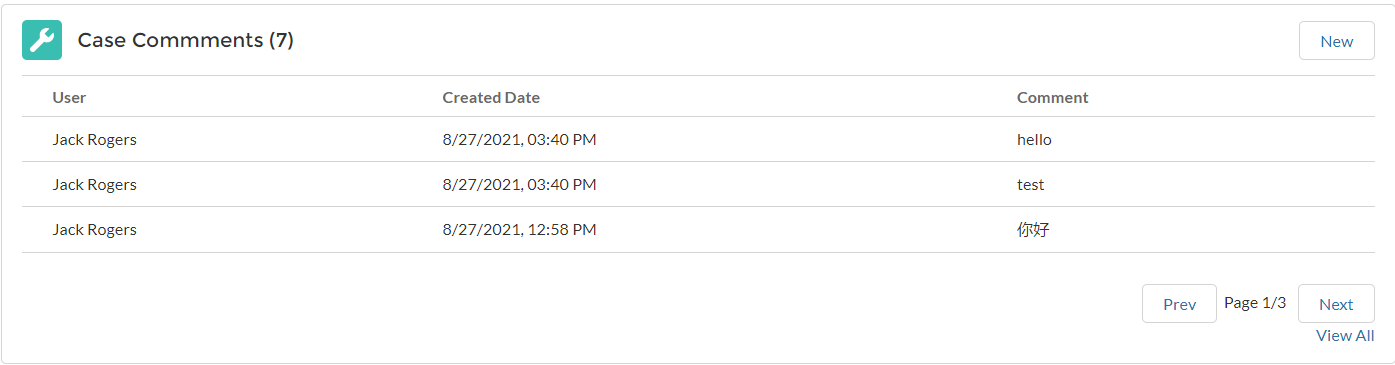 Case Commments (7)
New
User Created Date Comment
Jack Rogers 8/27/2021, 03:40 PM hello
Jack Rogers 8/27/2021, 03:40 PM test
Jack Rogers 8/27/2021, 12:58 PM 你好
Prev Page 1/3 Next
View All